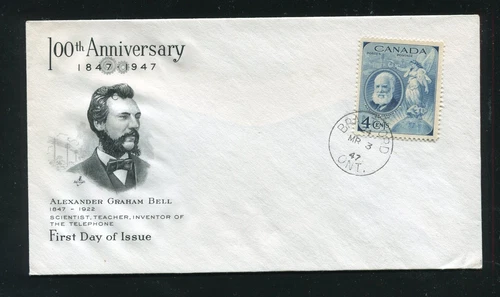 100th Anniversary
1847 1947
ALEXANDER GRAHAM BELL
1847 - 1922
SCIENTIST, TEACHER, INVENTOR OF
THE TELEPHONE
First Day of Issue
CANADA
4 CENTS
MR 3
47
ONT.